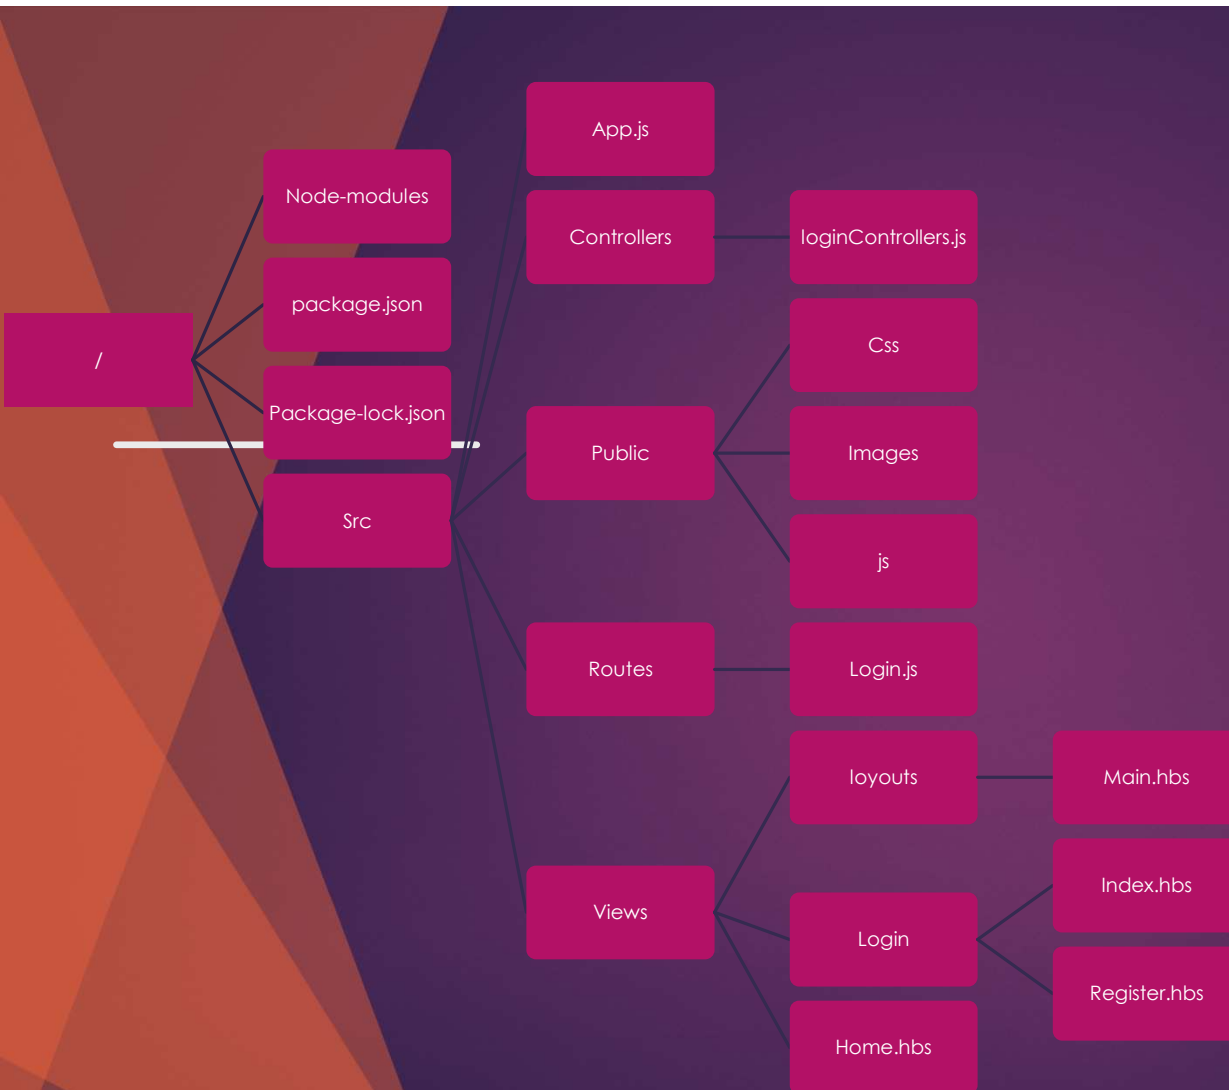 /
Node-modules
package.json
Package-lock.json
Src
App.js
Controllers
loginControllers.js
Public
Css
Images
js
Routes
Login.js
Views
loyouts
Main.hbs
Login
Index.hbs
Register.hbs
Home.hbs